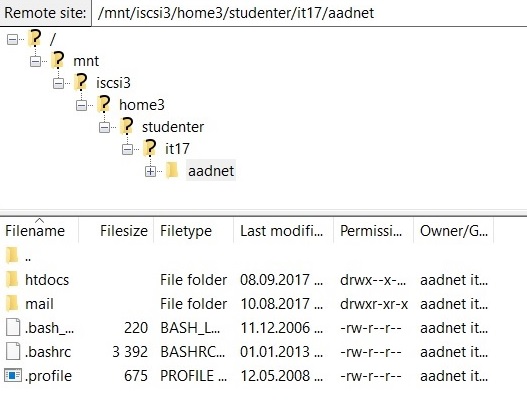 Remote site: /mnt/iscsi3/home3/studenter/it17/aadnet
/
mnt
iscsi3
home3
studenter
it17
aadnet
Filename Filesize Filetype Last modifi... Permissi... Owner/G...
..
htdocs File folder 08.09.2017 ... drwx--x-... aadnet it...
mail File folder 10.08.2017 ... drwxr-xr-x aadnet it...
.bash_... 220 BASH_L... 11.12.2006 ... -rw-r--r-- aadnet it...
.bashrc 3 392 BASHRC... 01.01.2013 ... -rw-r--r-- aadnet it...
.profile 675 PROFILE ... 12.05.2008 ... -rw-r--r-- aadnet it...